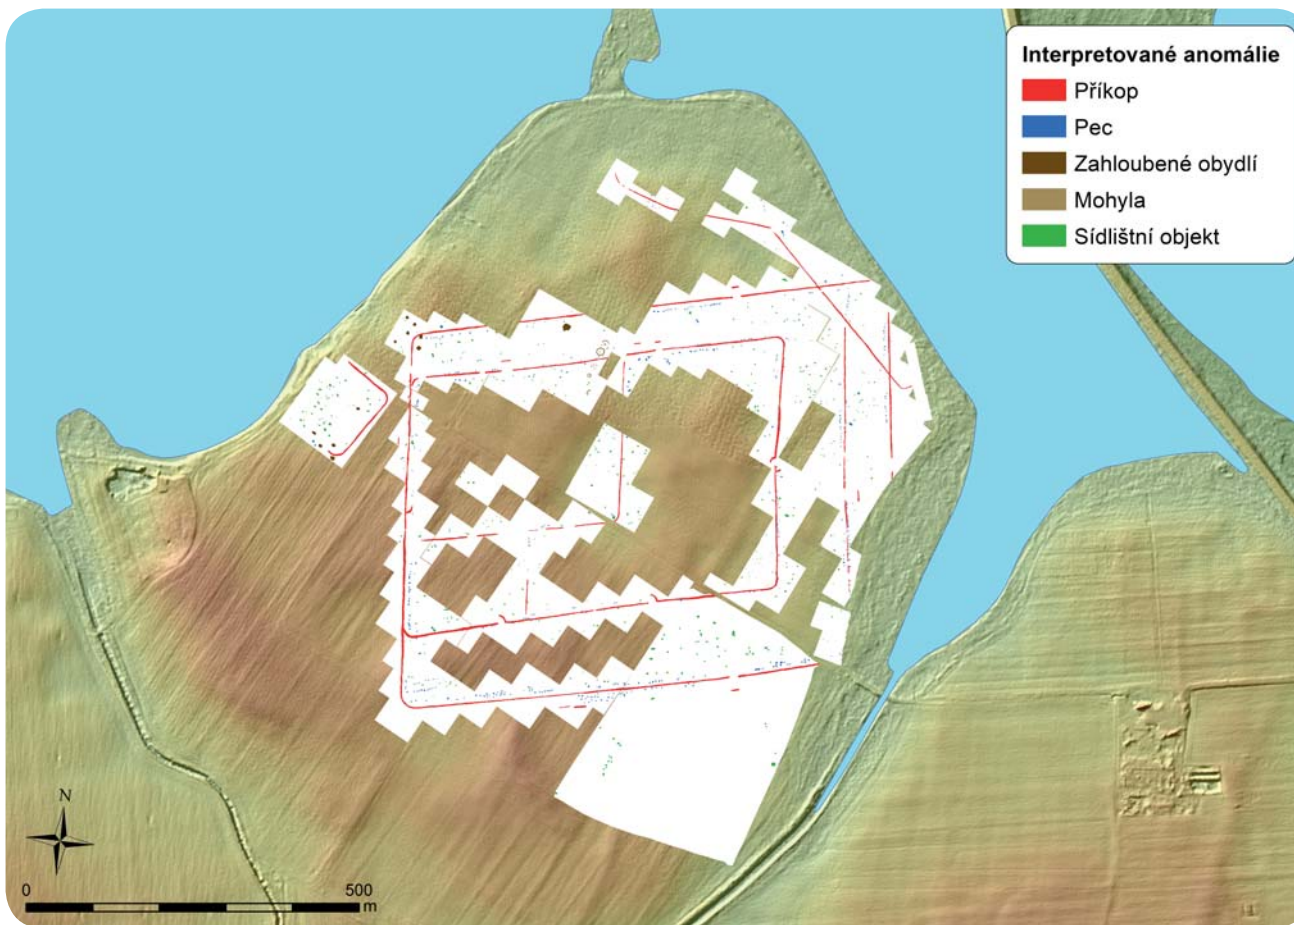 Interpretované anomálie
Příkop
Pec
Zahloubené obydlí
Mohyla
Sídlištní objekt
N
0 500
m